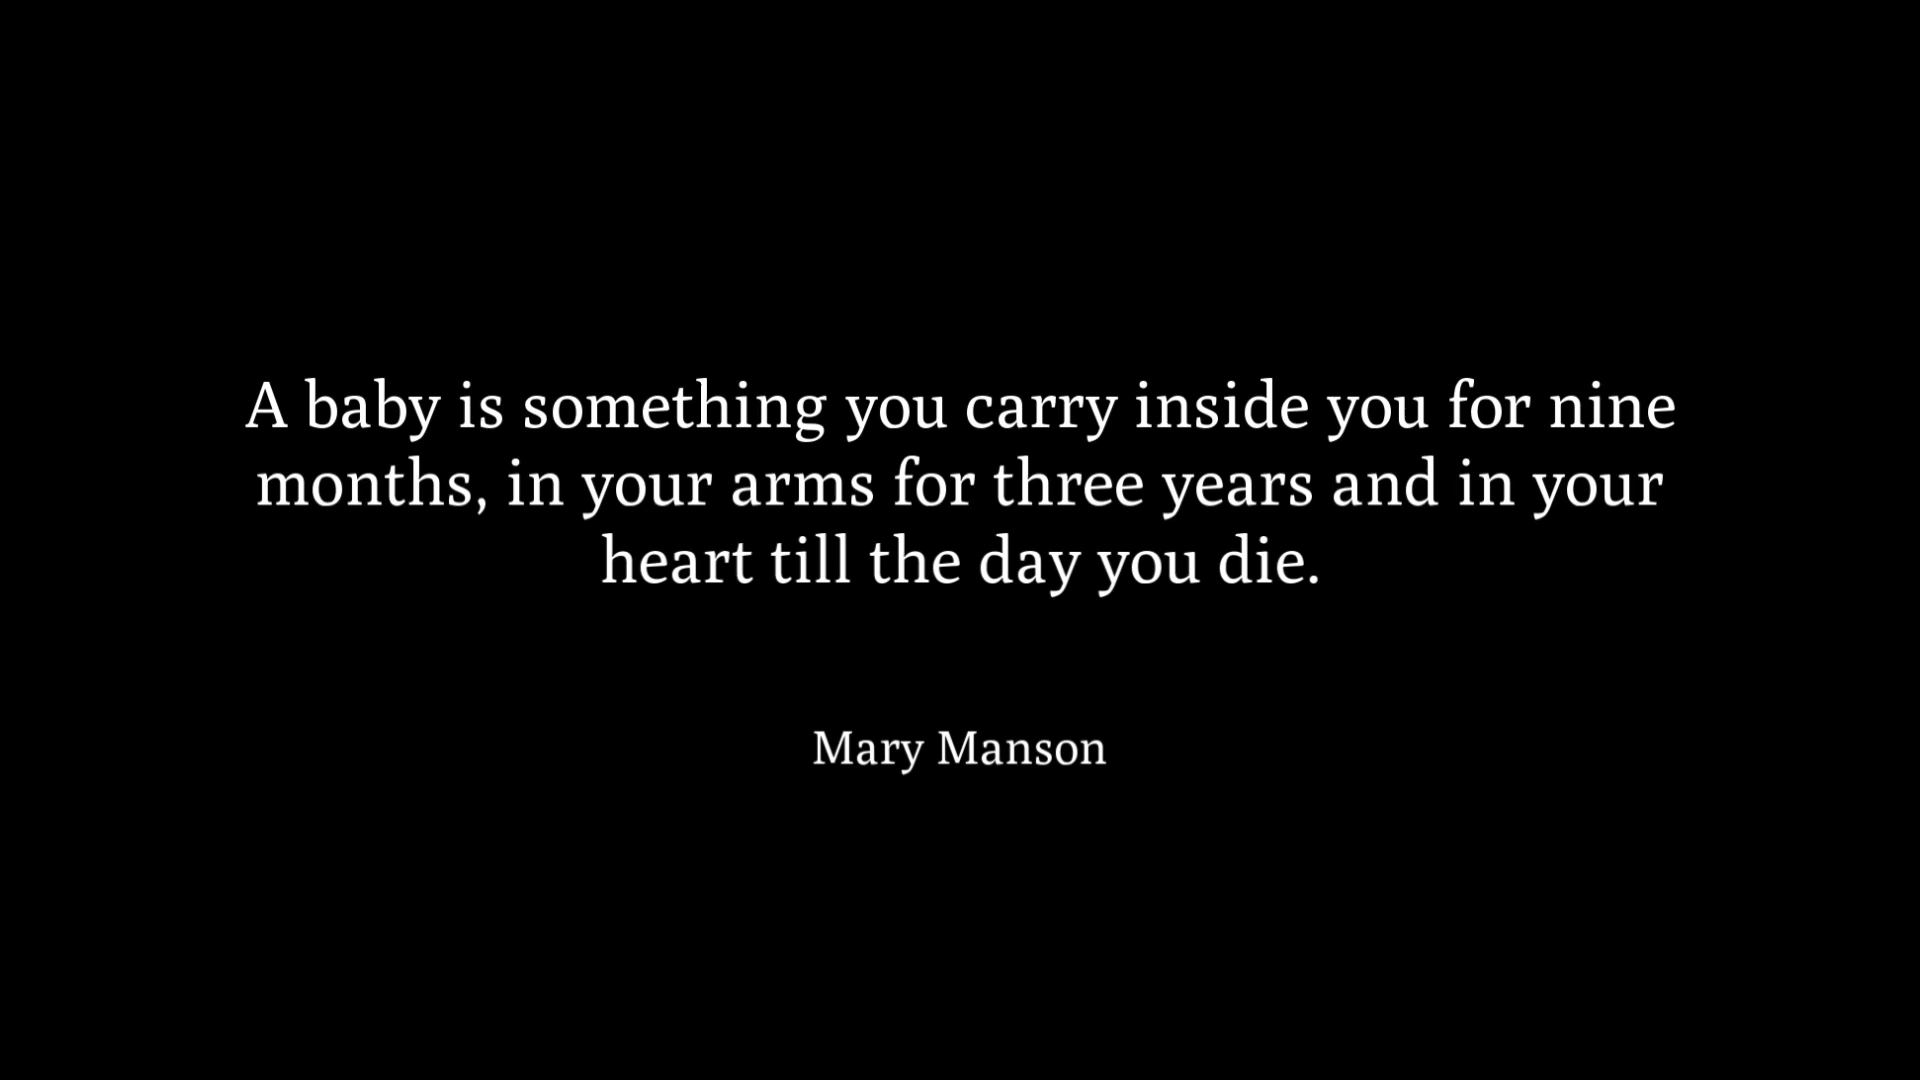 A baby is something you carry inside you for nine
months, in your arms for three years and in your
heart till the day you die.
Mary Manson